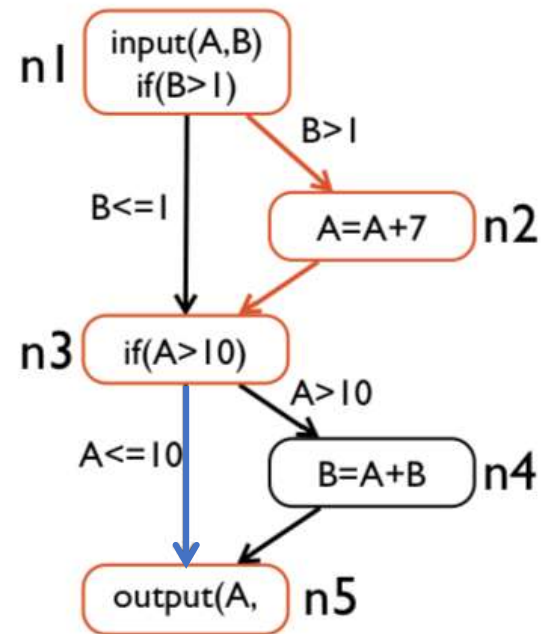 n1
input(A,B)
if(B>1)
B>1
B<=1
A=A+7
n2
n3
if(A>10)
A>10
A<=10
B=A+B
n4
output(A,
n5